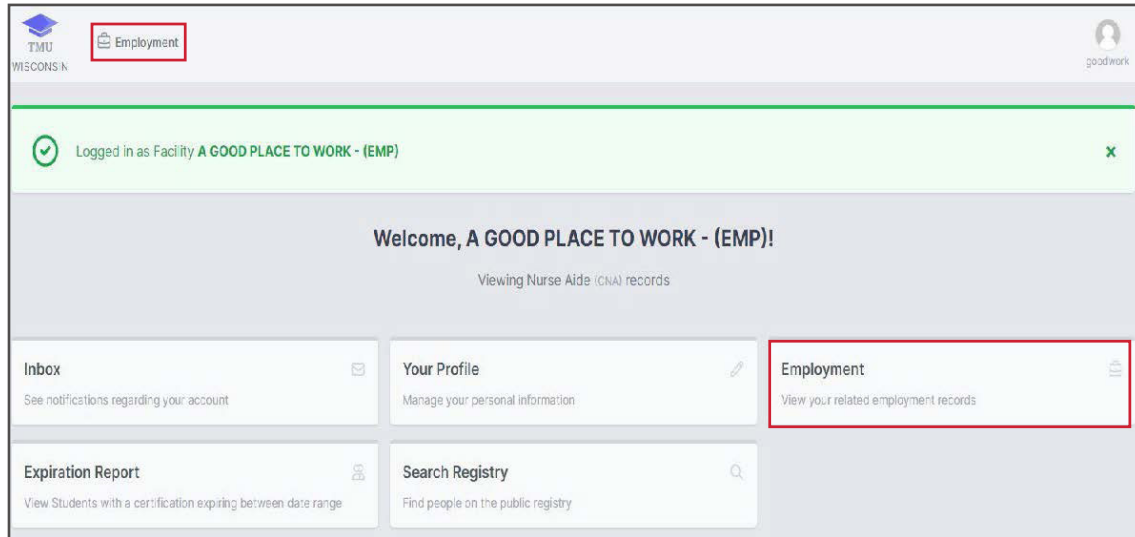 TMU
WISCONSIN
Employment
goodwork
Logged in as Facility A GOOD PLACE TO WORK - (EMP)
Welcome, A GOOD PLACE TO WORK - (EMP)!
Viewing Nurse Aide (CNA) records
Inbox
See notifications regarding your account
Your Profile
Manage your personal information
Employment
View your related employment records
Expiration Report
View Students with a certification expiring between date range
Search Registry
Find people on the public registry